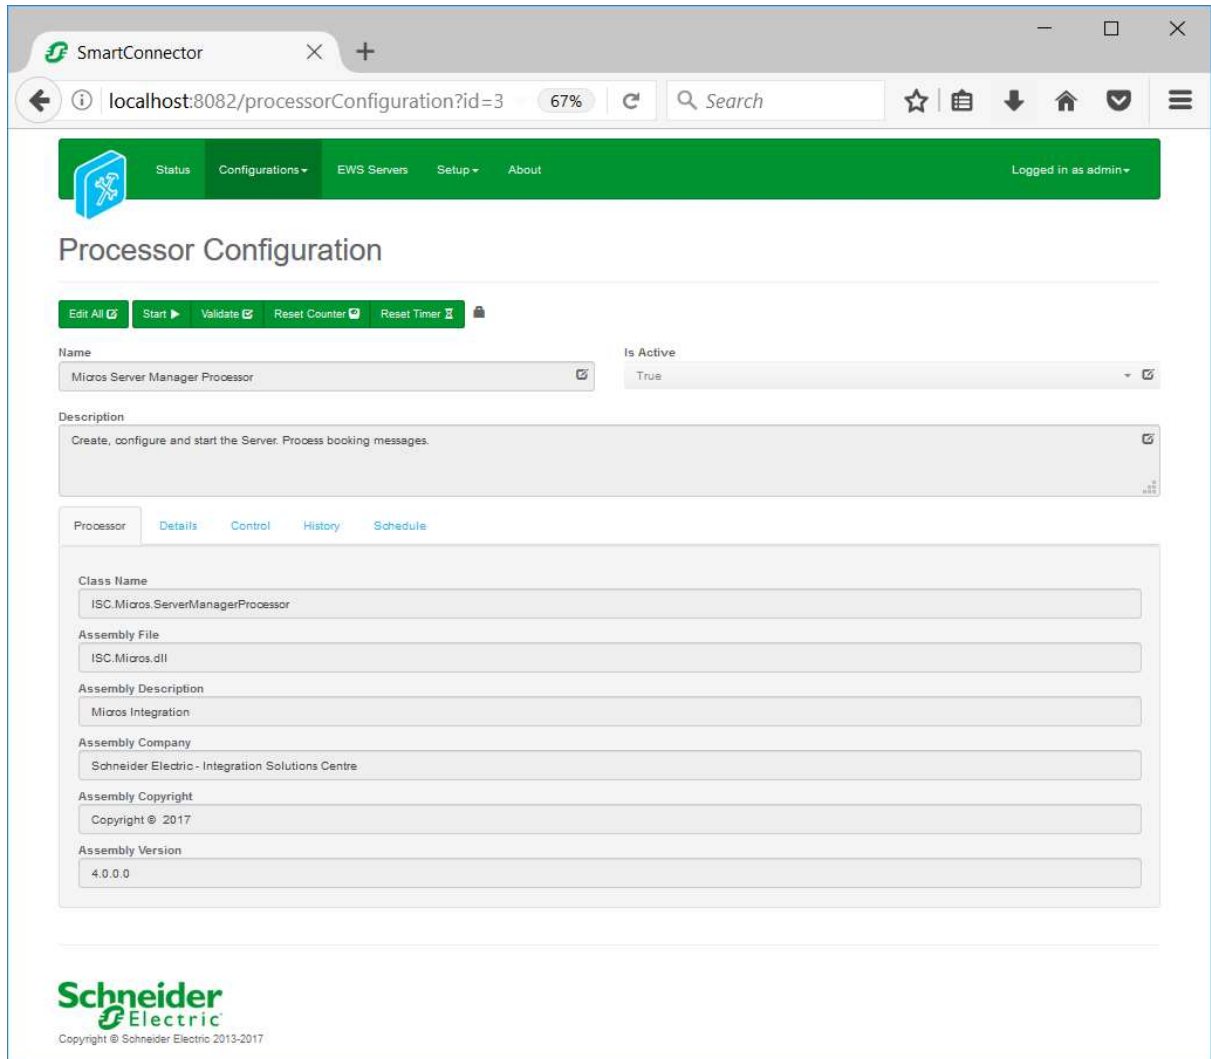 SmartConnector
localhost:8082/processorConfiguration?id=3 67% Search
Status Configurations EWS Servers Setup About Logged in as admin
Processor Configuration
Edit All Start Validate Reset Counter Reset Timer
Name Is Active
Micros Server Manager Processor True
Description
Create, configure and start the Server. Process booking messages.
Processor Details Control History Schedule
Class Name
ISC.Micros.ServerManagerProcessor
Assembly File
ISC.Micros.dll
Assembly Description
Micros Integration
Assembly Company
Schneider Electric - Integration Solutions Centre
Assembly Copyright
Copyright © 2017
Assembly Version
4.0.0.0
Schneider
Electric
Copyright © Schneider Electric 2013-2017